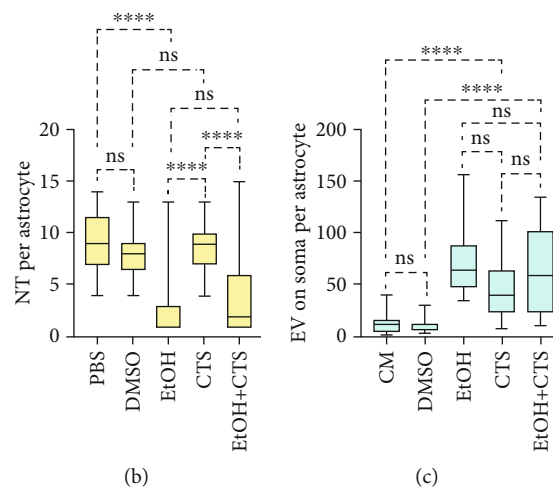 ****
ns
ns
ns
****
****
NT per astrocyte
20
15
10
5
0
PBS
DMSO
EtOH
CTS
EtOH+CTS
(b)
****
****
ns
ns
ns
ns
EV on soma per astrocyte
200
150
100
50
0
CM
DMSO
EtOH
CTS
EtOH+CTS
(c)